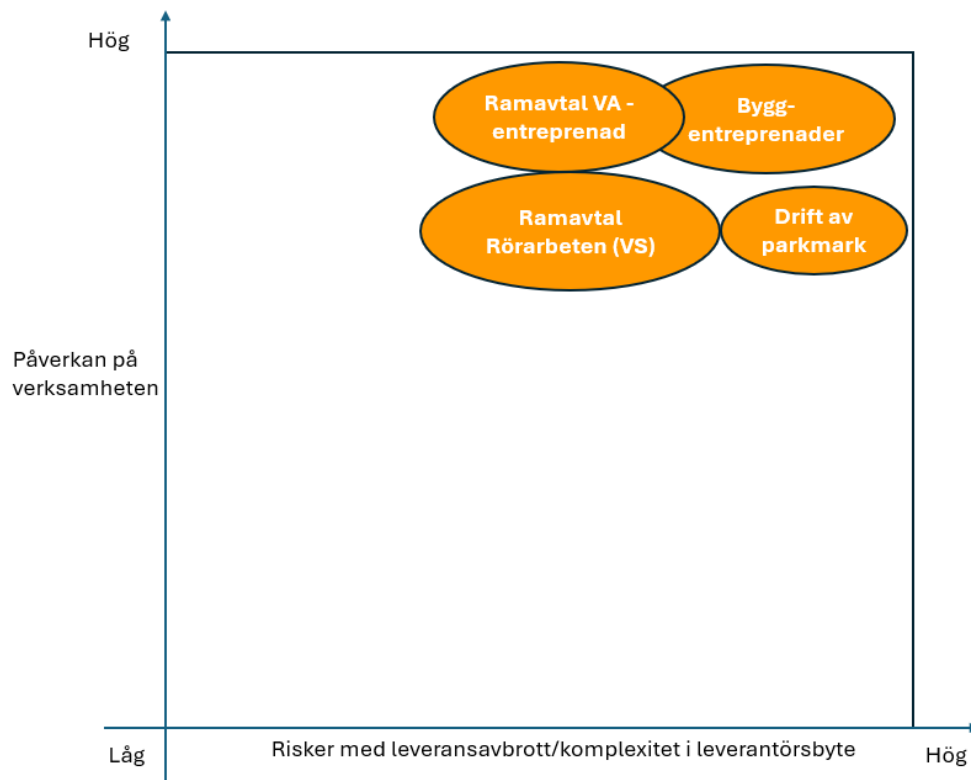 Hög
Ramavtal VA -
entreprenad
Bygg-
entreprenader
Ramavtal
Rörarbeten (VS)
Drift av
parkmark
Påverkan på
verksamheten
Låg
Risker med leveransavbrott/komplexitet i leverantörsbyte
Hög